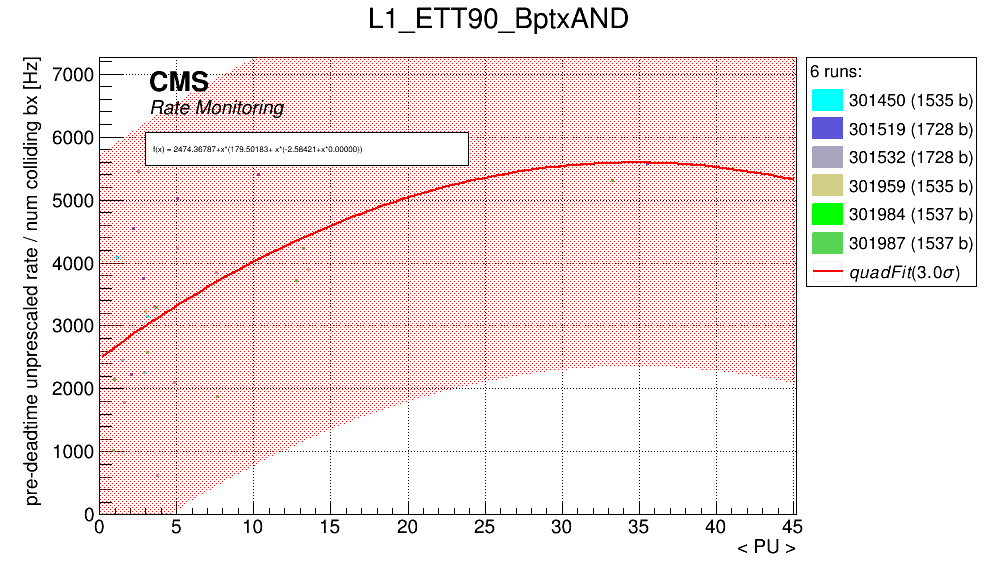 L1_ETT90_BptxAND
pre-deadtime unprescaled rate / num colliding bx [Hz]
7000
6000
5000
4000
3000
2000
1000
0
CMS
Rate Monitoring
f(x) = 2474.36787+x*(179.50183+ x*(-2.58421+x*0.00000))
0 5 10 15 20 25 30 35 40 45
< PU >
6 runs:
301450 (1535 b)
301519 (1728 b)
301532 (1728 b)
301959 (1535 b)
301984 (1537 b)
301987 (1537 b)
quadFit(3.0σ)